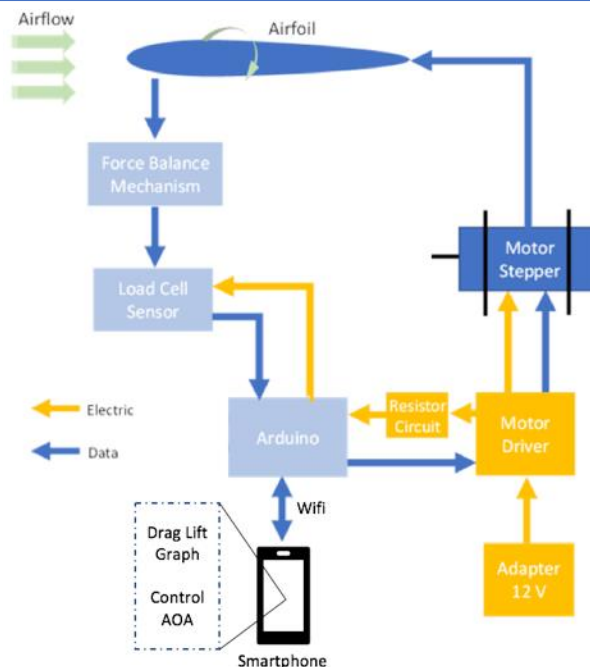 Airflow
Airfoil
Force Balance
Mechanism
Motor
Stepper
Load Cell
Sensor
Electric
Data
Arduino
Resistor
Circuit
Motor
Driver
Wifi
Drag Lift
Graph
Control
AOA
Adapter
12 V
Smartphone